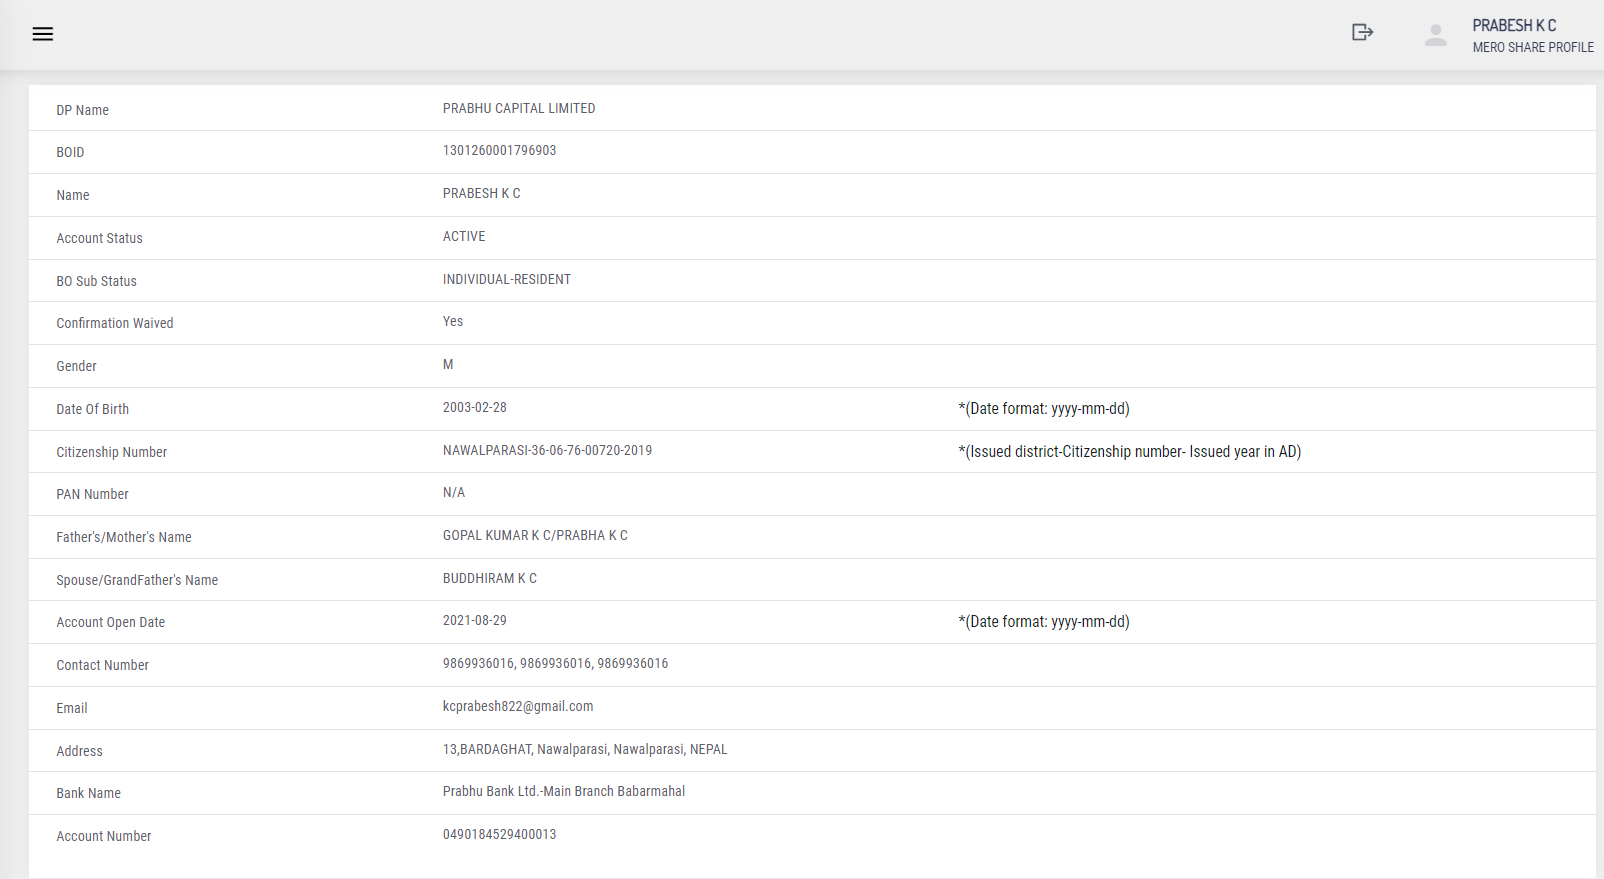 PRABESH K C
MERO SHARE PROFILE
DP Name PRABHU CAPITAL LIMITED
BOID 1301260001796903
Name PRABESH K C
Account Status ACTIVE
BO Sub Status INDIVIDUAL-RESIDENT
Confirmation Waived Yes
Gender M
Date Of Birth 2003-02-28 *(Date format: yyyy-mm-dd)
Citizenship Number NAWALPARASI-36-06-76-00720-2019 *(Issued district-Citizenship number- Issued year in AD)
PAN Number N/A
Father's/Mother's Name GOPAL KUMAR K C/PRABHA K C
Spouse/GrandFather's Name BUDDHIRAM K C
Account Open Date 2021-08-29 *(Date format: yyyy-mm-dd)
Contact Number 9869936016, 9869936016, 9869936016
Email kcprabesh822@gmail.com
Address 13,BARDAGHAT, Nawalparasi, Nawalparasi, NEPAL
Bank Name Prabhu Bank Ltd.-Main Branch Babarmahal
Account Number 0490184529400013